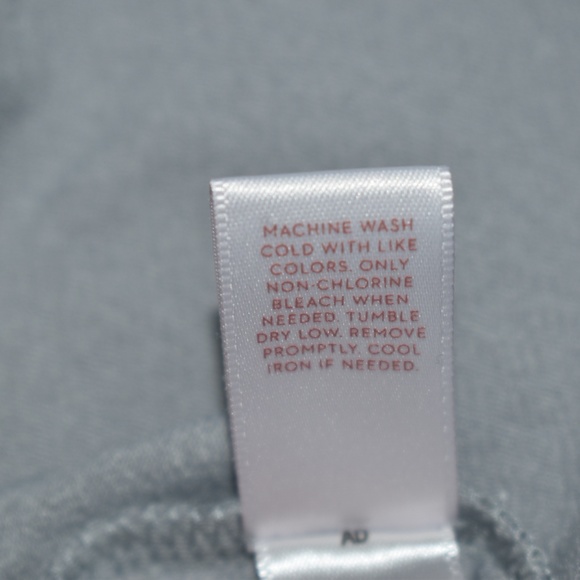 MACHINE WASH
COLD WITH LIKE
COLORS. ONLY
NON-CHLORINE
BLEACH WHEN
NEEDED. TUMBLE
DRY LOW. REMOVE
PROMPTLY. COOL
IRON IF NEEDED.
AD